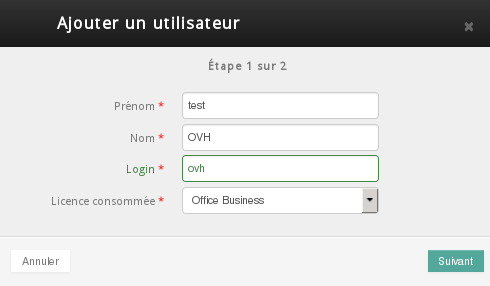 Ajouter un utilisateur ×
Étape 1 sur 2
Prénom * test
Nom * OVH
Login * ovh
Licence consommée * Office Business
Annuler Suivant